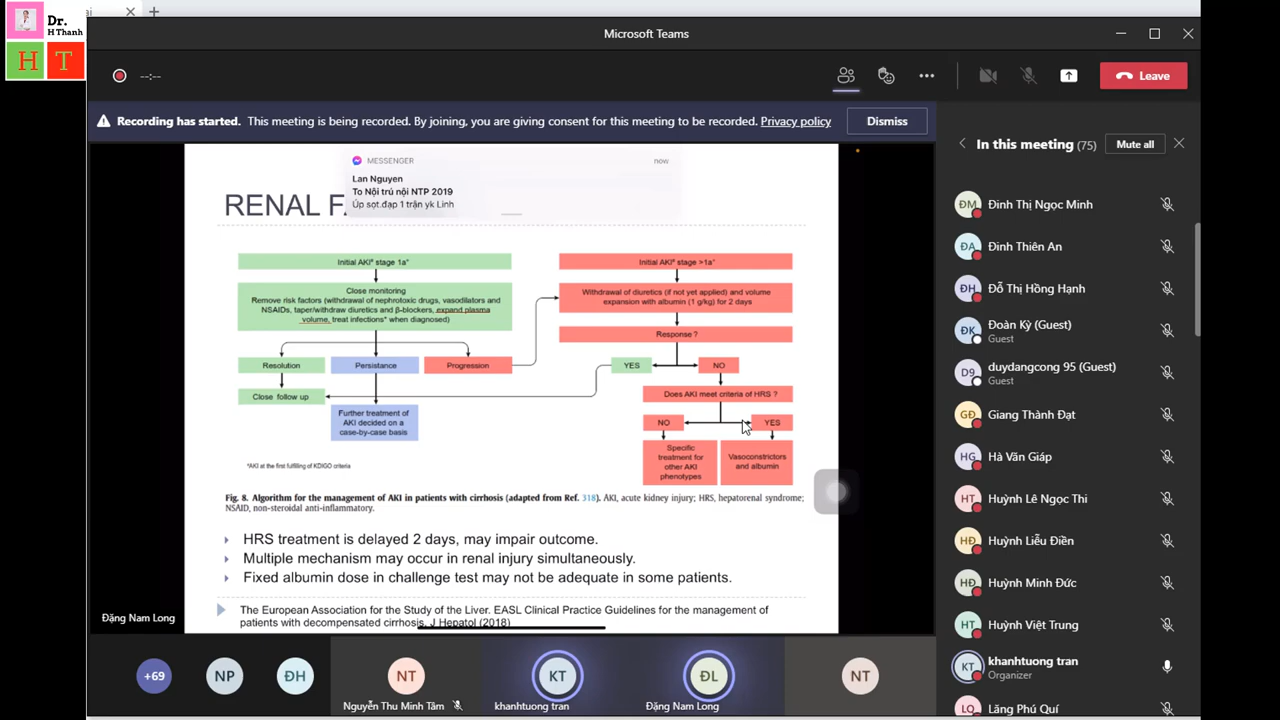 Dr.
H Thanh
H T
ai
Microsoft Teams
--:--
Leave
Recording has started. This meeting is being recorded. By joining, you are giving consent for this meeting to be recorded. Privacy policy
Dismiss
In this meeting (75)
Mute all
MESSENGER
now
Lan Nguyen
To Nội trú nội NTP 2019
Úp sọt.đạp 1 trận yk Linh
RENAL
Initial AKI# stage 1a*
Close monitoring
Remove risk factors (withdrawal of nephrotoxic drugs, vasodilators and
NSAIDs, taper/withdraw diuretics and β-blockers, expand plasma
volume, treat infections* when diagnosed)
Resolution
Persistance
Progression
Close follow up
Further treatment of
AKI decided on a
case-by-case basis
*AKI at the first fulfilling of KDIGO criteria
Initial AKI# stage >1a*
Withdrawal of diuretics (if not yet applied) and volume
expansion with albumin (1 g/kg) for 2 days
Response ?
YES
NO
Does AKI meet criteria of HRS ?
NO
YES
Specific
treatment for
other AKI
phenotypes
Vasoconstrictors
and albumin
Fig. 8. Algorithm for the management of AKI in patients with cirrhosis (adapted from Ref. 318). AKI, acute kidney injury; HRS, hepatorenal syndrome;
NSAID, non-steroidal anti-inflammatory.
HRS treatment is delayed 2 days, may impair outcome.
Multiple mechanism may occur in renal injury simultaneously.
Fixed albumin dose in challenge test may not be adequate in some patients.
The European Association for the Study of the Liver. EASL Clinical Practice Guidelines for the management of
patients with decompensated cirrhosis. J Hepatol (2018)
Đặng Nam Long
+69
NP
ĐH
NT
Nguyễn Thu Minh Tâm
KT
khanhtuong tran
ĐL
Đặng Nam Long
NT
ĐM
Đinh Thị Ngọc Minh
ĐA
Đinh Thiên An
ĐH
Đỗ Thị Hồng Hạnh
ĐK
Đoàn Kỳ (Guest)
Guest
D9
duydangcong 95 (Guest)
Guest
GĐ
Giang Thành Đạt
HG
Hà Văn Giáp
HT
Huỳnh Lê Ngọc Thi
HĐ
Huỳnh Liễu Điền
HĐ
Huỳnh Minh Đức
HT
Huỳnh Việt Trung
KT
khanhtuong tran
Organizer
LQ
Lăng Phú Quí